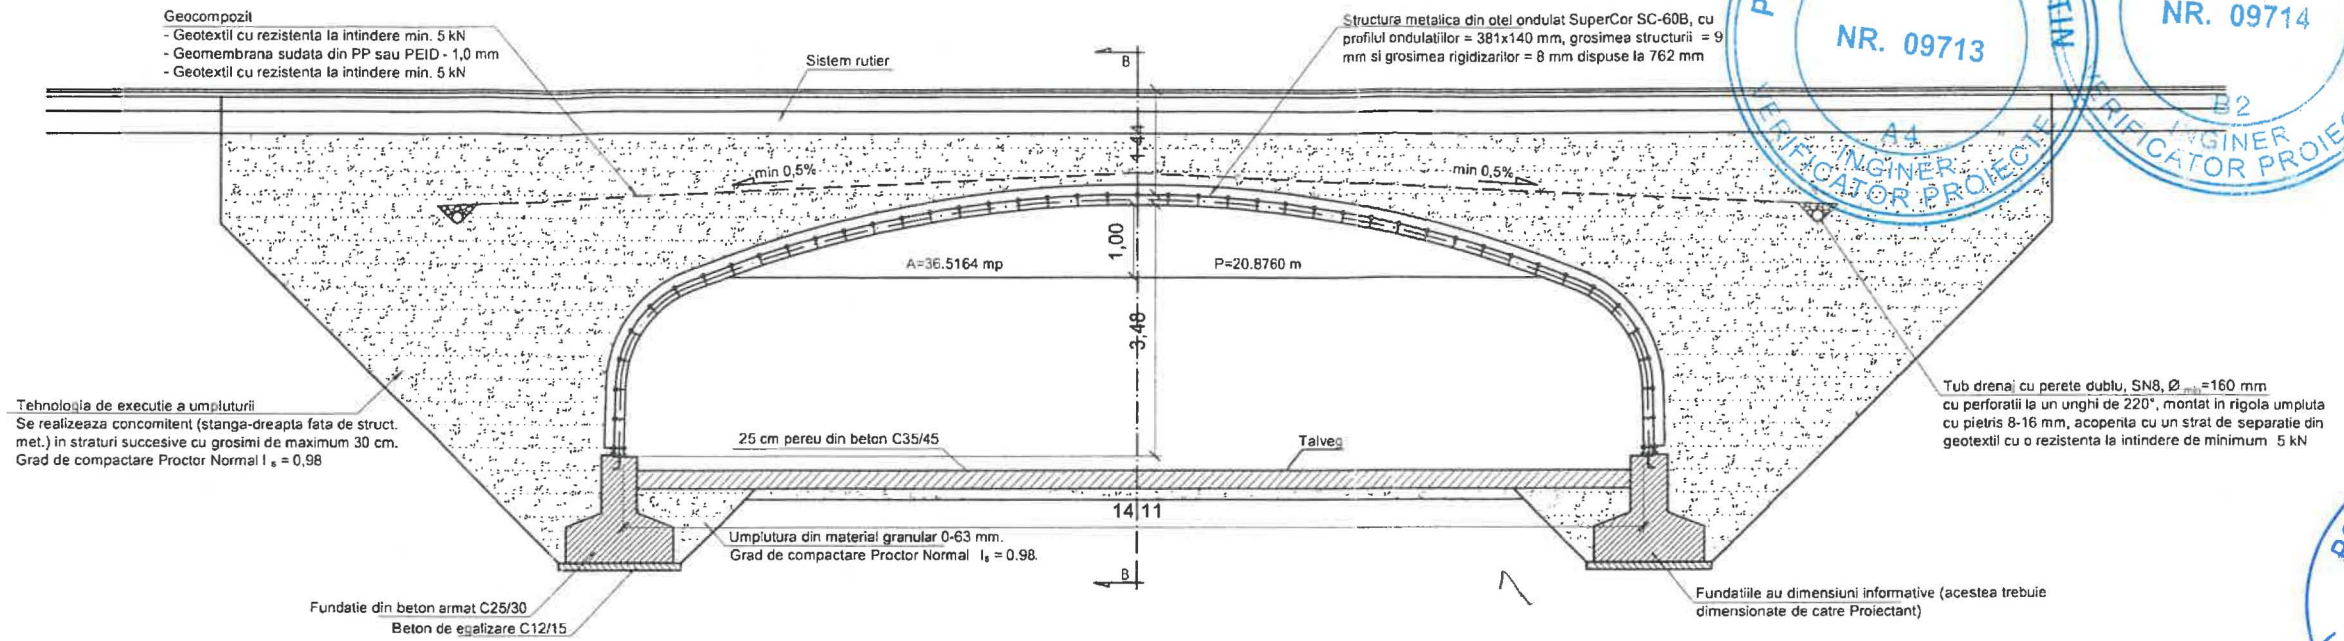 Geocompozit
- Geotextil cu rezistenta la intindere min. 5 kN
- Geomembrana sudata din PP sau PEID - 1,0 mm
- Geotextil cu rezistenta la intindere min. 5 kN
Sistem rutier
B
Structura metalica din otel ondulat SuperCor SC-60B, cu
profilul ondulatiilor = 381x140 mm, grosimea structurii = 9
mm si grosimea rigidizarilor = 8 mm dispuse la 762 mm
NR. 09713
A4
INGINER
VERIFICATOR PROIECTE
NR. 09714
B2
INGINER
VERIFICATOR PROIEC
1,44
min 0,5%
min 0,5%
1,00
A=36.5164 mp
P=20.8760 m
3,48
Tehnologia de executie a umpluturii
Se realizeaza concomitent (stanga-dreapta fata de struct.
met.) in straturi succesive cu grosimi de maximum 30 cm.
Grad de compactare Proctor Normal I s = 0,98
25 cm pereu din beton C35/45
Talveg
Tub drenaj cu perete dublu, SN8, Ø min=160 mm
cu perforatii la un unghi de 220°, montat in rigola umpluta
cu pietris 8-16 mm, acoperita cu un strat de separatie din
geotextil cu o rezistenta la intindere de minimum 5 kN
14,11
Umplutura din material granular 0-63 mm.
Grad de compactare Proctor Normal Is = 0.98.
B
Fundatie din beton armat C25/30
Beton de egalizare C12/15
Fundatiile au dimensiuni informative (acestea trebuie
dimensionate de catre Proiectant)